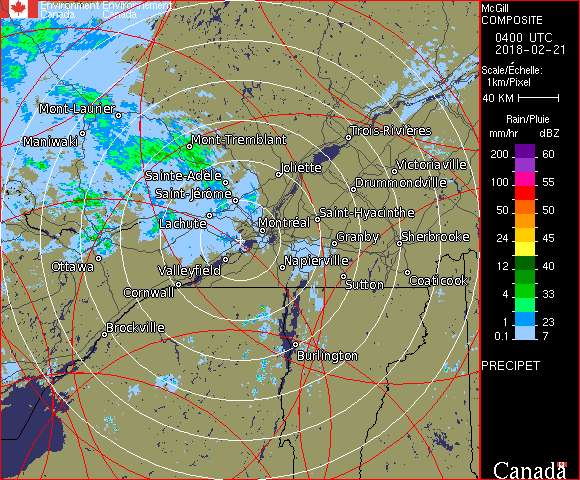 Environment Environnement
Canada Canada
McGill
COMPOSITE
0400 UTC
2018-02-21
Scale/Échelle:
1km/Pixel
40 KM
Rain/Pluie
mm/hr dBZ
200 60
100 55
50 50
24 45
12 40
4 33
1 23
0.1 7
PRECIPET
Mont-Laurier
Maniwaki
Mont-Tremblant
Trois-Rivières
Sainte-Adèle
Joliette
Victoriaville
Saint-Jérôme
Drummondville
Lachute
Montréal
Saint-Hyacinthe
Granby
Sherbrooke
Ottawa
Valleyfield
Napierville
Cornwall
Sutton
Coaticook
Brockville
Burlington
Canada